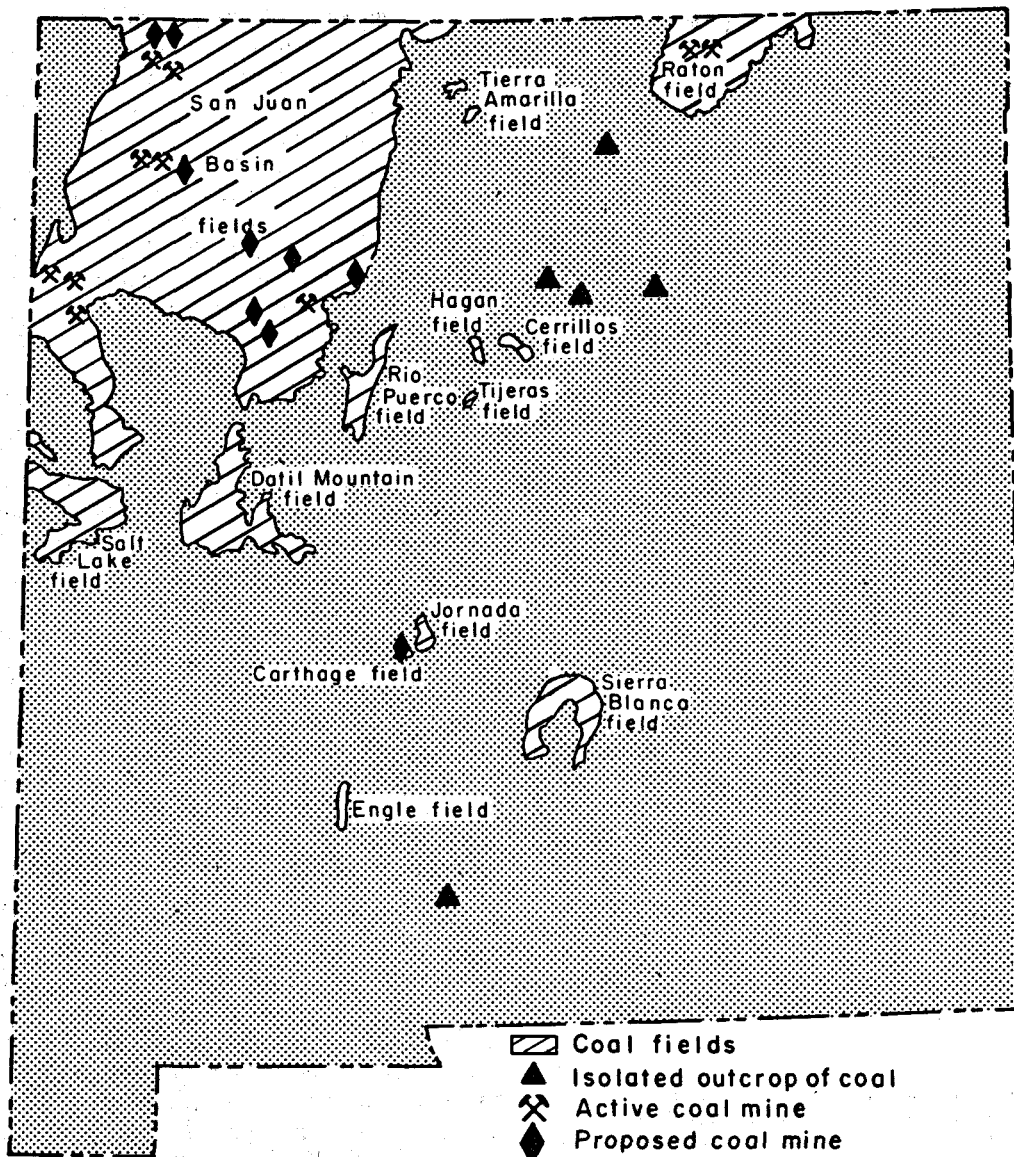 San Juan
Basin
fields
Tierra
Amarilla
field
Raton
field
Hagan
field
Cerrillos
field
Rio
Puerco
field
Tijeras
field
Datil Mountain
field
Salt
Lake
field
Jornada
field
Carthage field
Sierra
Blanca
field
Engle field
Coal fields
Isolated outcrop of coal
Active coal mine
Proposed coal mine